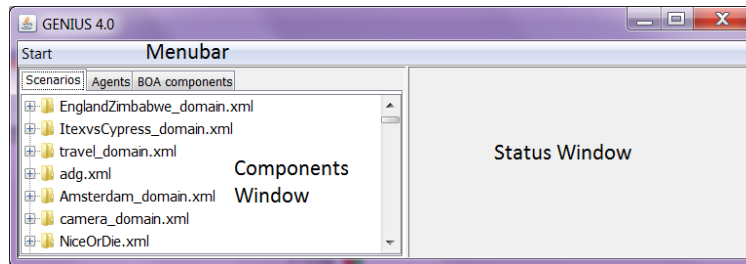 GENIUS 4.0
Start
Menubar
Scenarios Agents BOA components
EnglandZimbabwe_domain.xml
ItexvsCypress_domain.xml
travel_domain.xml
adg.xml
Amsterdam_domain.xml
camera_domain.xml
NiceOrDie.xml
Components
Window
Status Window